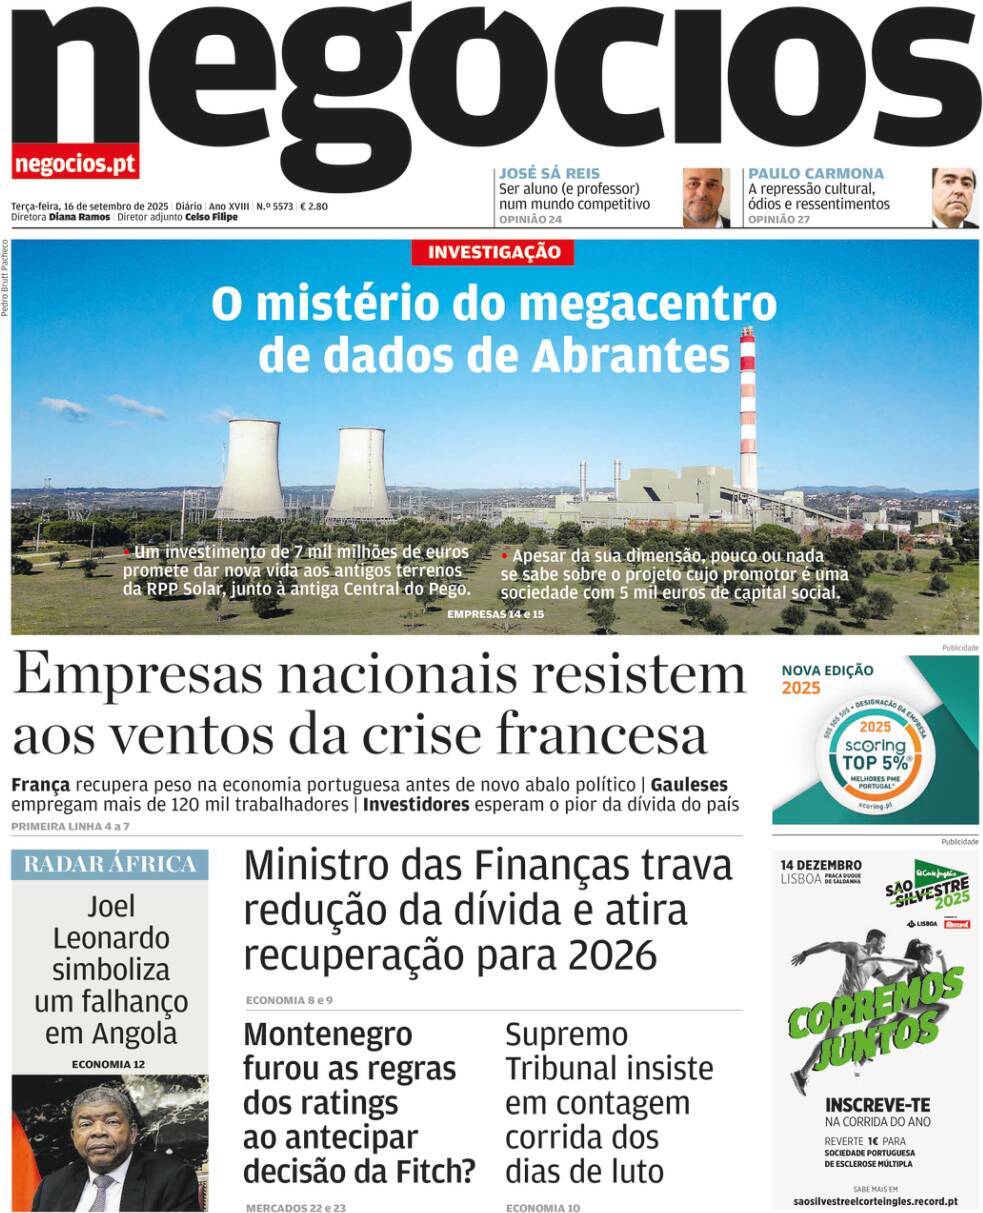 negócios
negocios.pt
Terça-feira, 16 de setembro de 2025 | Diário | Ano XVIII | N.º 5573 | € 2.80
Diretora Diana Ramos | Diretor adjunto Celso Filipe
JOSÉ SÁ REIS
Ser aluno (e professor)
num mundo competitivo
OPINIÃO 24
PAULO CARMONA
A repressão cultural,
ódios e ressentimentos
OPINIÃO 27
Pedro Brutt Pacheco
INVESTIGAÇÃO
O mistério do megacentro
de dados de Abrantes
• Um investimento de 7 mil milhões de euros
promete dar nova vida aos antigos terrenos
da RPP Solar, junto à antiga Central do Pego.
• Apesar da sua dimensão, pouco ou nada
se sabe sobre o projeto cujo promotor é uma
sociedade com 5 mil euros de capital social.
EMPRESAS 14 e 15
Empresas nacionais resistem
aos ventos da crise francesa
França recupera peso na economia portuguesa antes de novo abalo político | Gauleses
empregam mais de 120 mil trabalhadores | Investidores esperam o pior da dívida do país
PRIMEIRA LINHA 4 a 7
Publicidade
NOVA EDIÇÃO
2025
DESIGNAÇÃO DA EMPRESA
2025
scoring
TOP 5%
MELHORES PME
PORTUGAL®
scoring.pt
RADAR ÁFRICA
Joel
Leonardo
simboliza
um falhanço
em Angola
ECONOMIA 12
Ministro das Finanças trava
redução da dívida e atira
recuperação para 2026
ECONOMIA 8 e 9
Montenegro
furou as regras
dos ratings
ao antecipar
decisão da Fitch?
MERCADOS 22 e 23
Supremo
Tribunal insiste
em contagem
corrida dos
dias de luto
ECONOMIA 10
Publicidade
14 DEZEMBRO
LISBOA PRAÇA DUQUE
DE SALDANHA
El Corte Inglés
SÃO
SILVESTRE
2025
LISBOA
Record
CORREMOS
JUNTOS
INSCREVE-TE
NA CORRIDA DO ANO
REVERTE 1€ PARA
SOCIEDADE PORTUGUESA
DE ESCLEROSE MÚLTIPLA
SABE MAIS EM
saosilvestreelcorteingles.record.pt